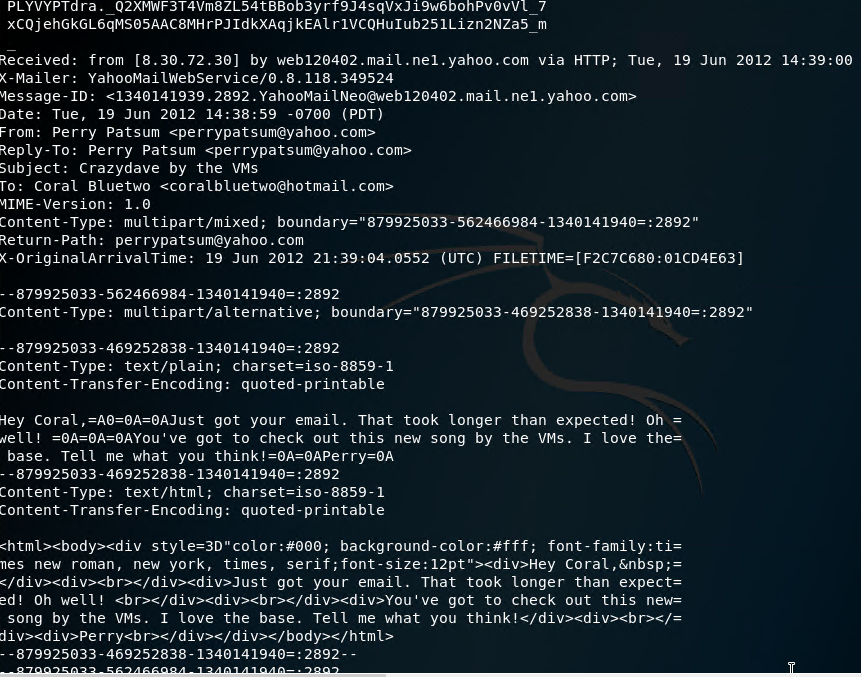 PLYVYPTdra._Q2XMWF3T4Vm8ZL54tBBob3yrf9J4sqVxJi9w6bohPv0vVl_7
xCQjehGkGL6qMS05AAC8MHrPJIdkXAqjkEAlr1VCQHuIub251Lizn2NZa5_m
_
Received: from [8.30.72.30] by web120402.mail.ne1.yahoo.com via HTTP; Tue, 19 Jun 2012 14:39:00
X-Mailer: YahooMailWebService/0.8.118.349524
Message-ID: <1340141939.2892.YahooMailNeo@web120402.mail.ne1.yahoo.com>
Date: Tue, 19 Jun 2012 14:38:59 -0700 (PDT)
From: Perry Patsum <perrypatsum@yahoo.com>
Reply-To: Perry Patsum <perrypatsum@yahoo.com>
Subject: Crazydave by the VMs
To: Coral Bluetwo <coralbluetwo@hotmail.com>
MIME-Version: 1.0
Content-Type: multipart/mixed; boundary="879925033-562466984-1340141940=:2892"
Return-Path: perrypatsum@yahoo.com
X-OriginalArrivalTime: 19 Jun 2012 21:39:04.0552 (UTC) FILETIME=[F2C7C680:01CD4E63]
--879925033-562466984-1340141940=:2892
Content-Type: multipart/alternative; boundary="879925033-469252838-1340141940=:2892"
--879925033-469252838-1340141940=:2892
Content-Type: text/plain; charset=iso-8859-1
Content-Transfer-Encoding: quoted-printable
Hey Coral,=A0=0A=0AJust got your email. That took longer than expected! Oh =
well! =0A=0A=0AYou've got to check out this new song by the VMs. I love the=
 base. Tell me what you think!=0A=0APerry=0A
--879925033-469252838-1340141940=:2892
Content-Type: text/html; charset=iso-8859-1
Content-Transfer-Encoding: quoted-printable
<html><body><div style=3D"color:#000; background-color:#fff; font-family:ti=
mes new roman, new york, times, serif;font-size:12pt"><div>Hey Coral,&nbsp;=
</div><div><br></div><div>Just got your email. That took longer than expect=
ed! Oh well! <br></div><div><br></div><div>You've got to check out this new=
 song by the VMs. I love the base. Tell me what you think!</div><div><br></=
div><div>Perry<br></div></div></body></html>
--879925033-469252838-1340141940=:2892--
--879925033-562466984-1340141940=:2892